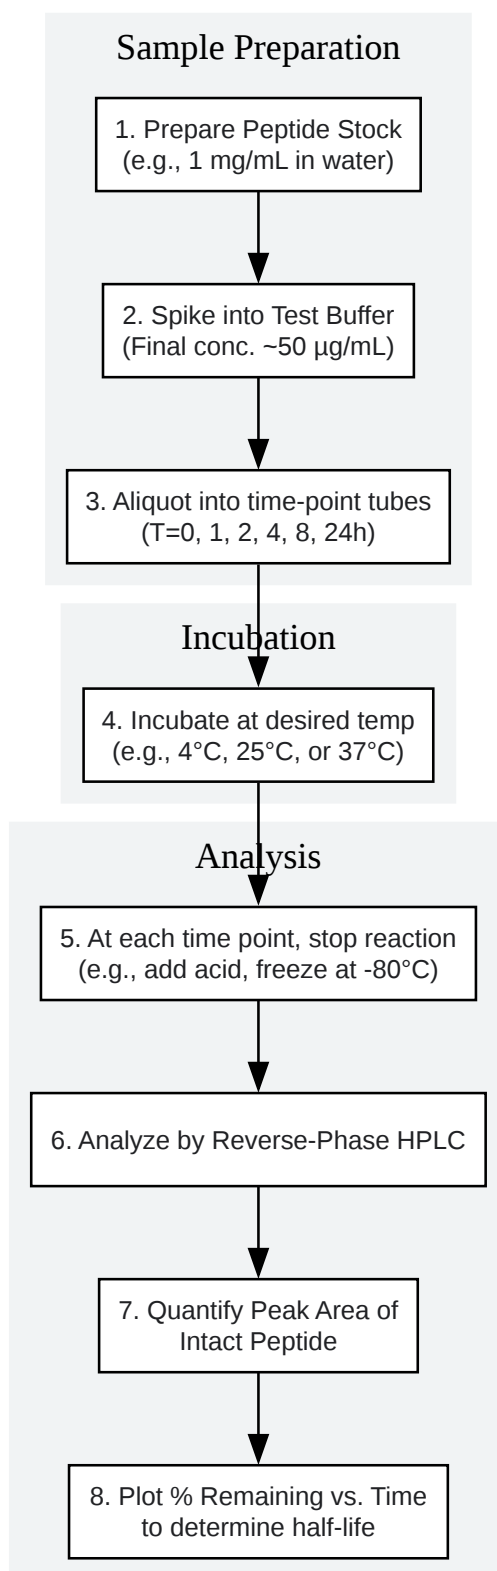 Sample Preparation
1. Prepare Peptide Stock
(e.g., 1 mg/mL in water)
2. Spike into Test Buffer
(Final conc. ~50 µg/mL)
3. Aliquot into time-point tubes
(T=0, 1, 2, 4, 8, 24h)
Incubation
4. Incubate at desired temp
(e.g., 4°C, 25°C, or 37°C)
Analysis
5. At each time point, stop reaction
(e.g., add acid, freeze at -80°C)
6. Analyze by Reverse-Phase HPLC
7. Quantify Peak Area of
Intact Peptide
8. Plot % Remaining vs. Time
to determine half-life